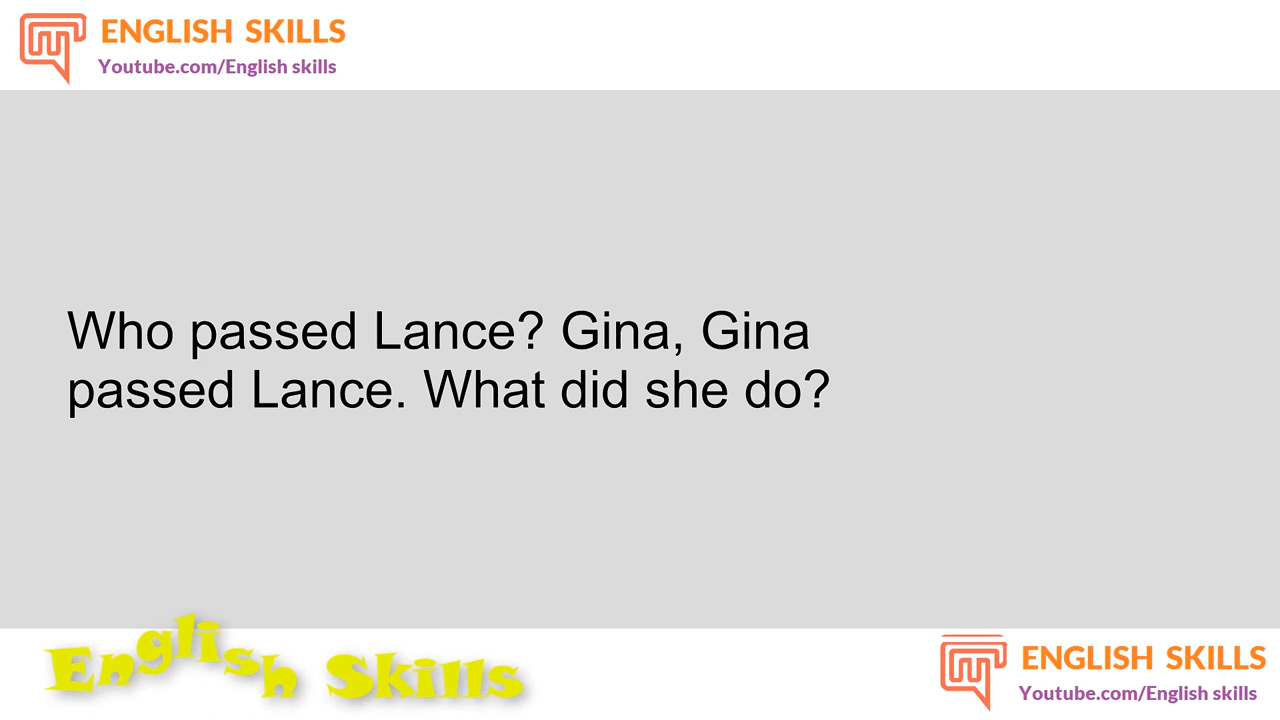 ENGLISH SKILLS
Youtube.com/English skills
Who passed Lance? Gina, Gina
passed Lance. What did she do?
English Skills
ENGLISH SKILLS
Youtube.com/English skills